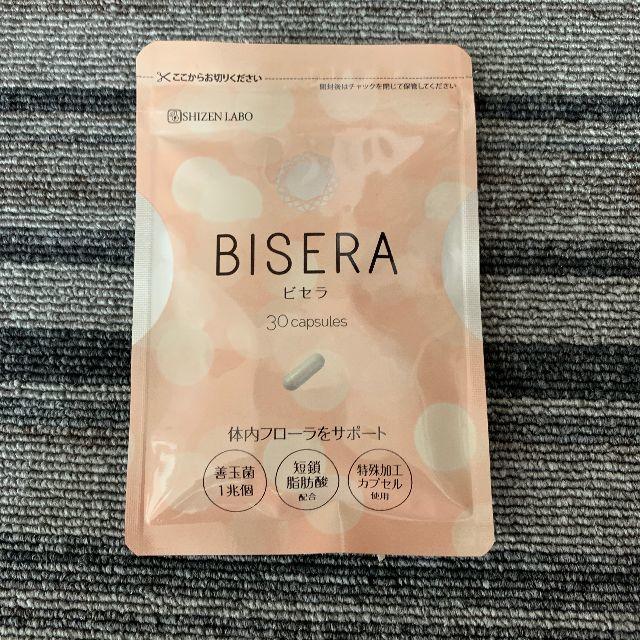 ここからお切りください
開封後はチャックを閉じて保管してください
SHIZEN LABO
BISERA
ビセラ
30 capsules
体内フローラをサポート
善玉菌
1兆個
短鎖
脂肪酸
配合
特殊加工
カプセル
使用